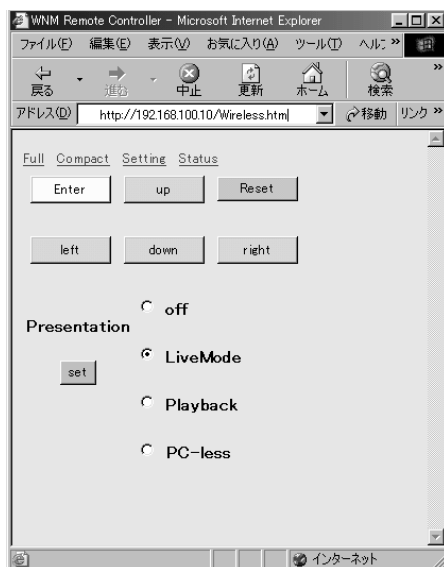 WNM Remote Controller - Microsoft Internet Explorer
ファイル(F) 編集(E) 表示(V) お気に入り(A) ツール(T) ヘルプ »
戻る 進む 中止 更新 ホーム 検索 »
アドレス(D) http://192.168.100.10/Wireless.htm 移動 リンク »
Full Compact Setting Status
Enter up Reset
left down right
off
Presentation
LiveMode
set
Playback
PC-less
インターネット